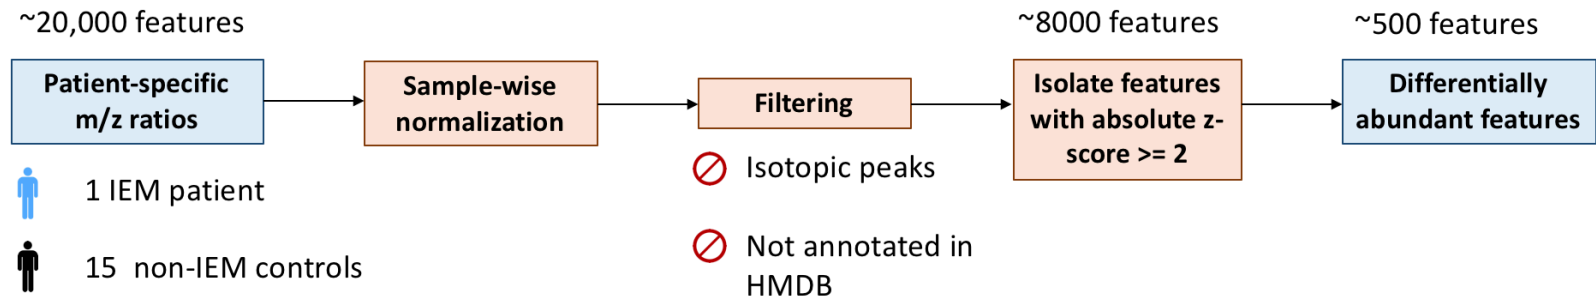 ~20,000 features
Patient-specific
m/z ratios
1 IEM patient
15 non-IEM controls
Sample-wise
normalization
Filtering
Isotopic peaks
Not annotated in
HMDB
~8000 features
Isolate features
with absolute z-
score >= 2
~500 features
Differentially
abundant features